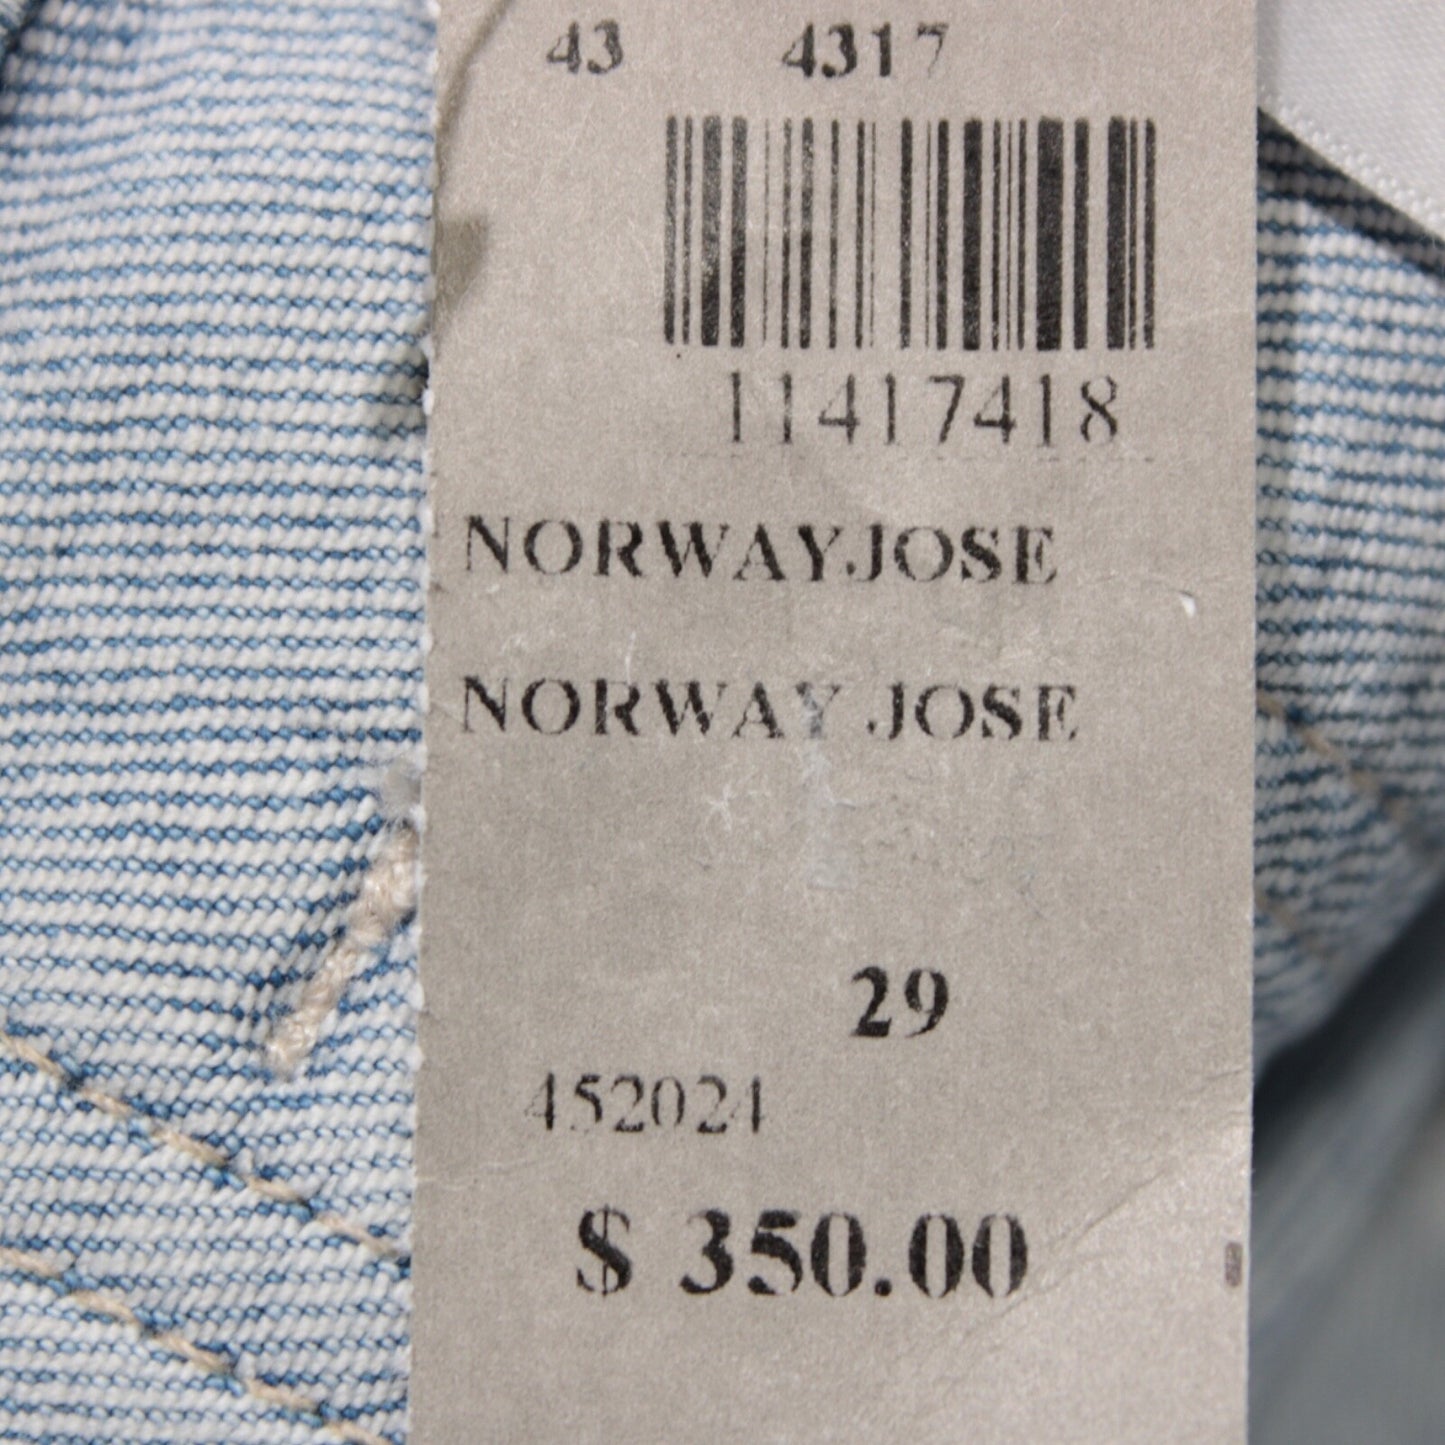 43 4317
11417418
NORWAYJOSE
NORWAY JOSE
29
452024
$ 350.00